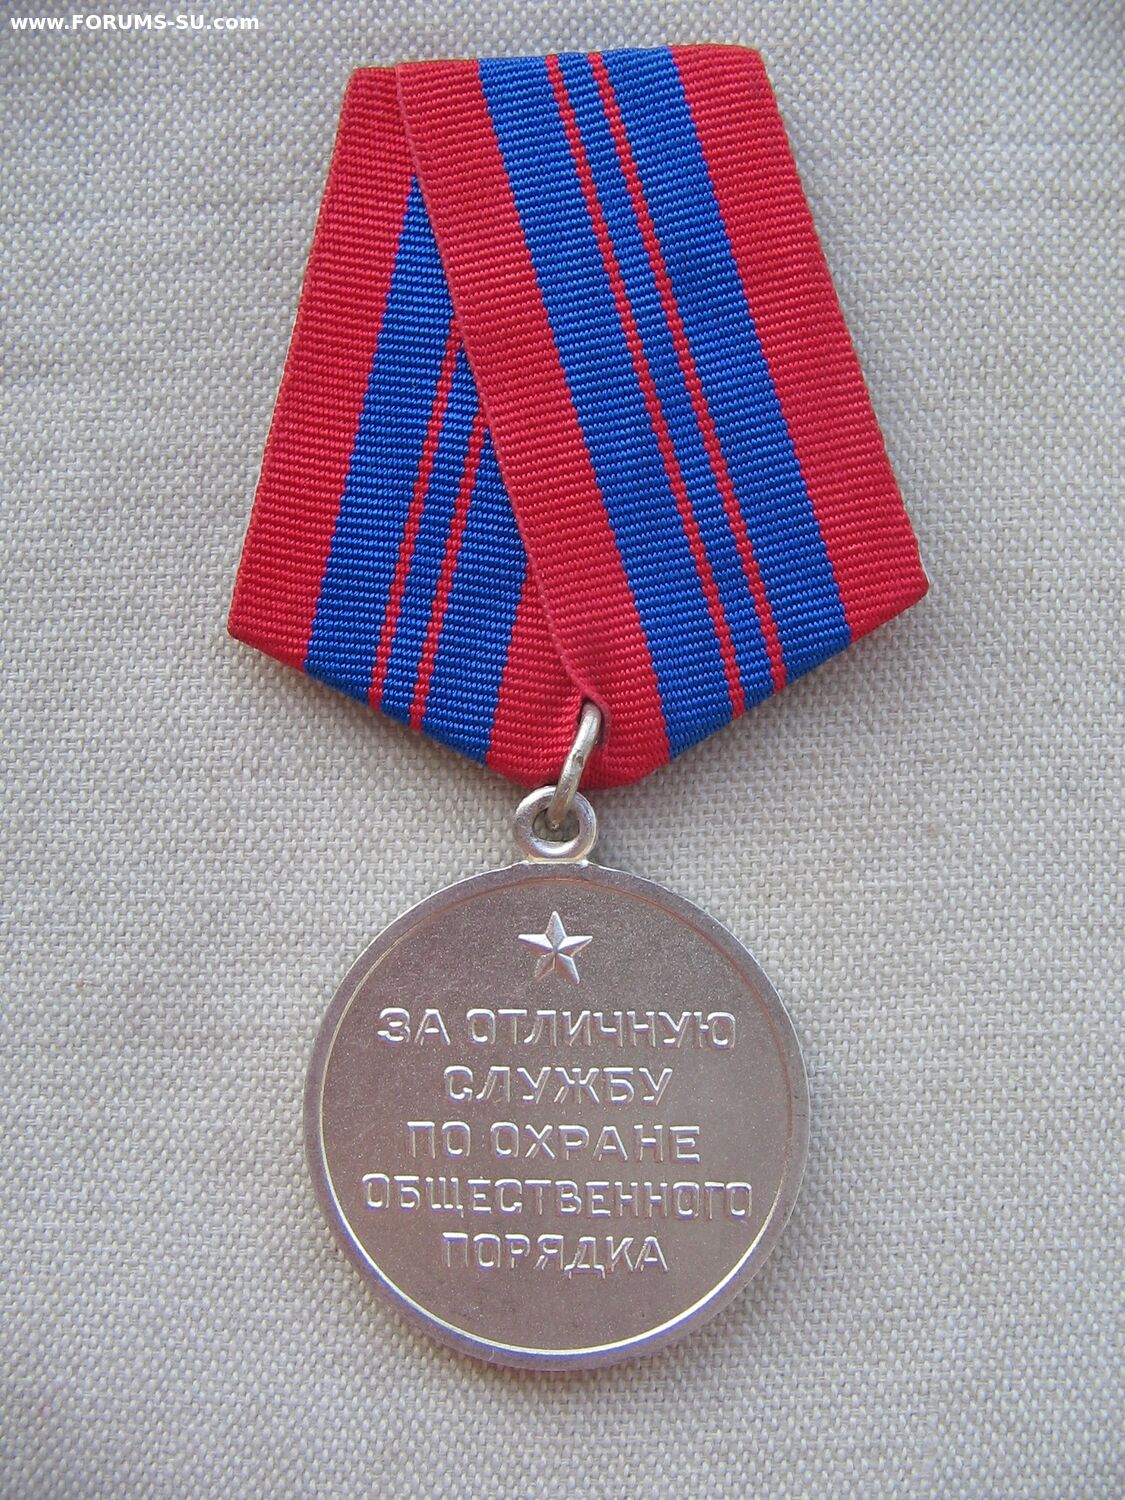 www.FORUMS-SU.com
ЗА ОТЛИЧНУЮ
СЛУЖБУ
ПО ОХРАНЕ
ОБЩЕСТВЕННОГО
ПОРЯДКА